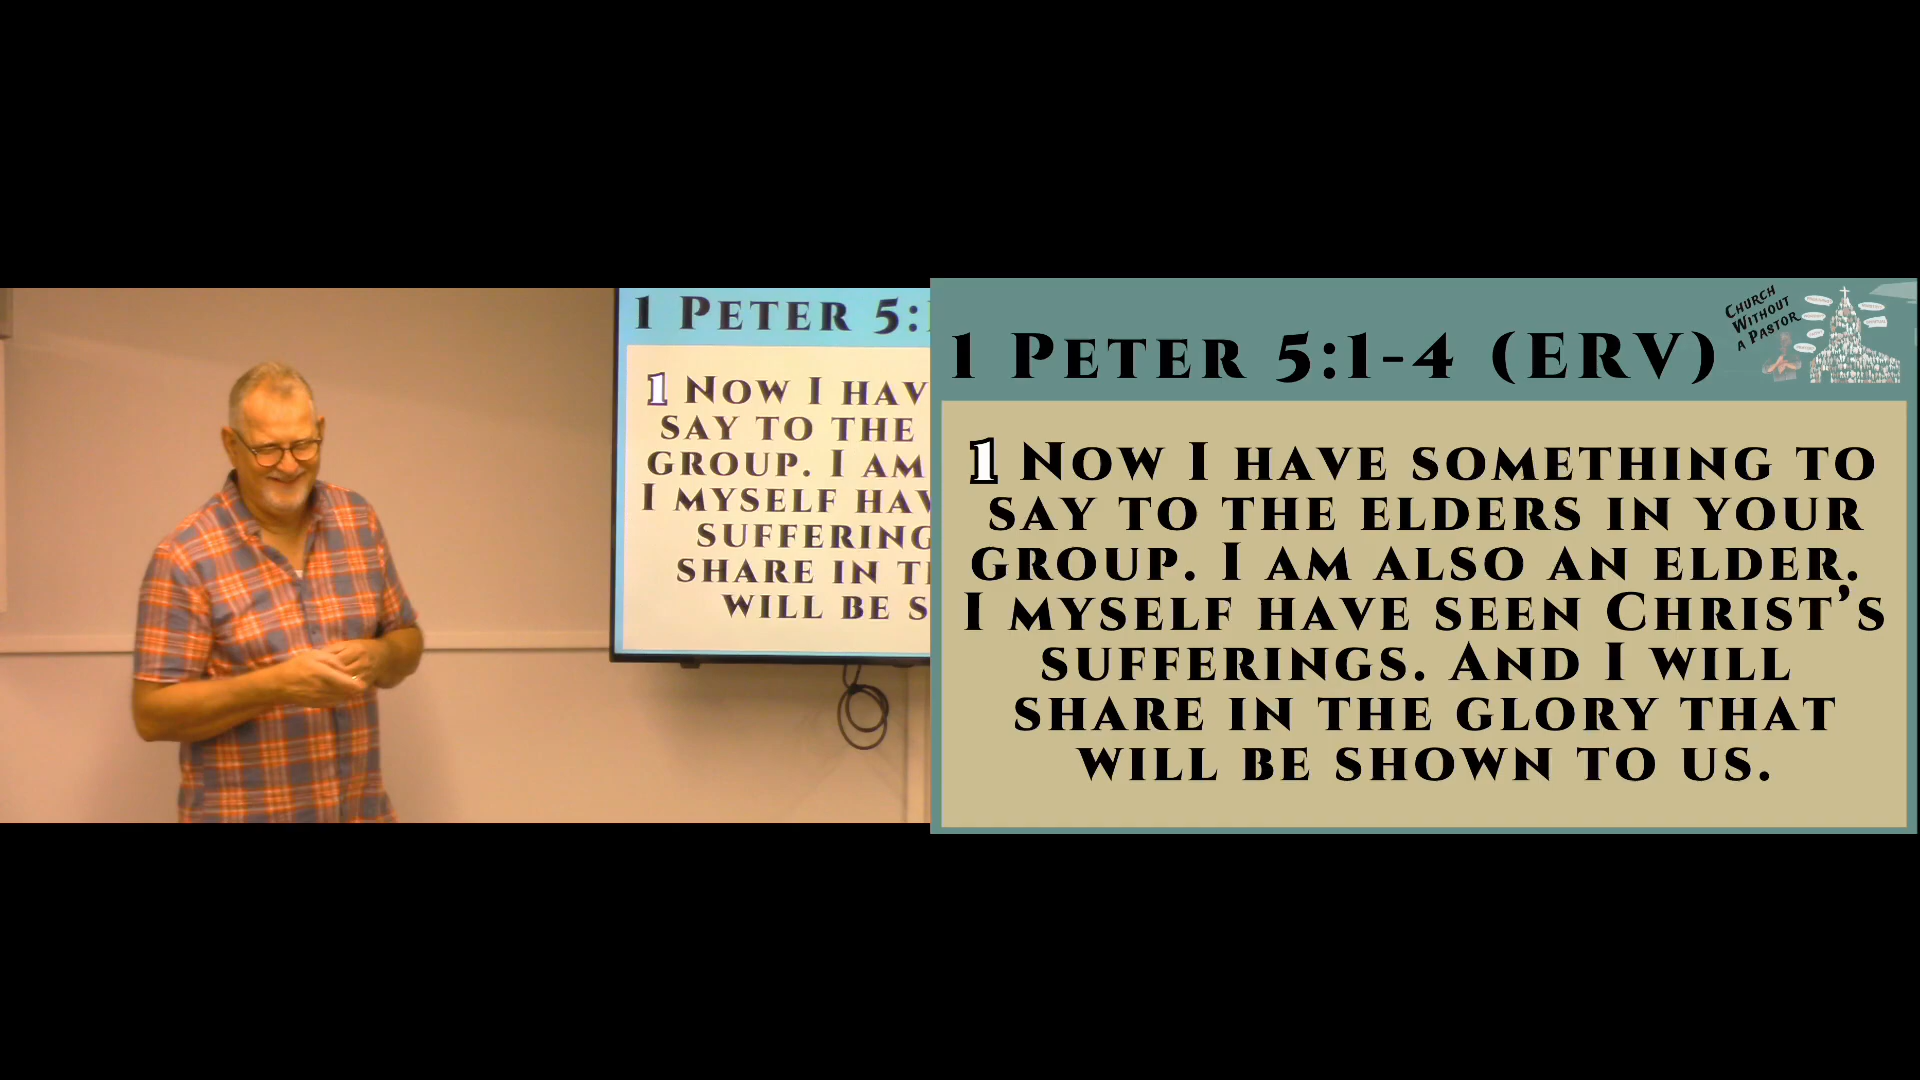 1 Peter 5:
1 Now I hav
say to the
group. I am
I myself hav
suffering
share in t
will be s
1 Peter 5:1-4 (ERV)
Church
Without
a Pastor
1 Now I have something to
say to the elders in your
group. I am also an elder.
I myself have seen Christ's
sufferings. And I will
share in the glory that
will be shown to us.